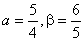 a = 5/4, β = 6/5